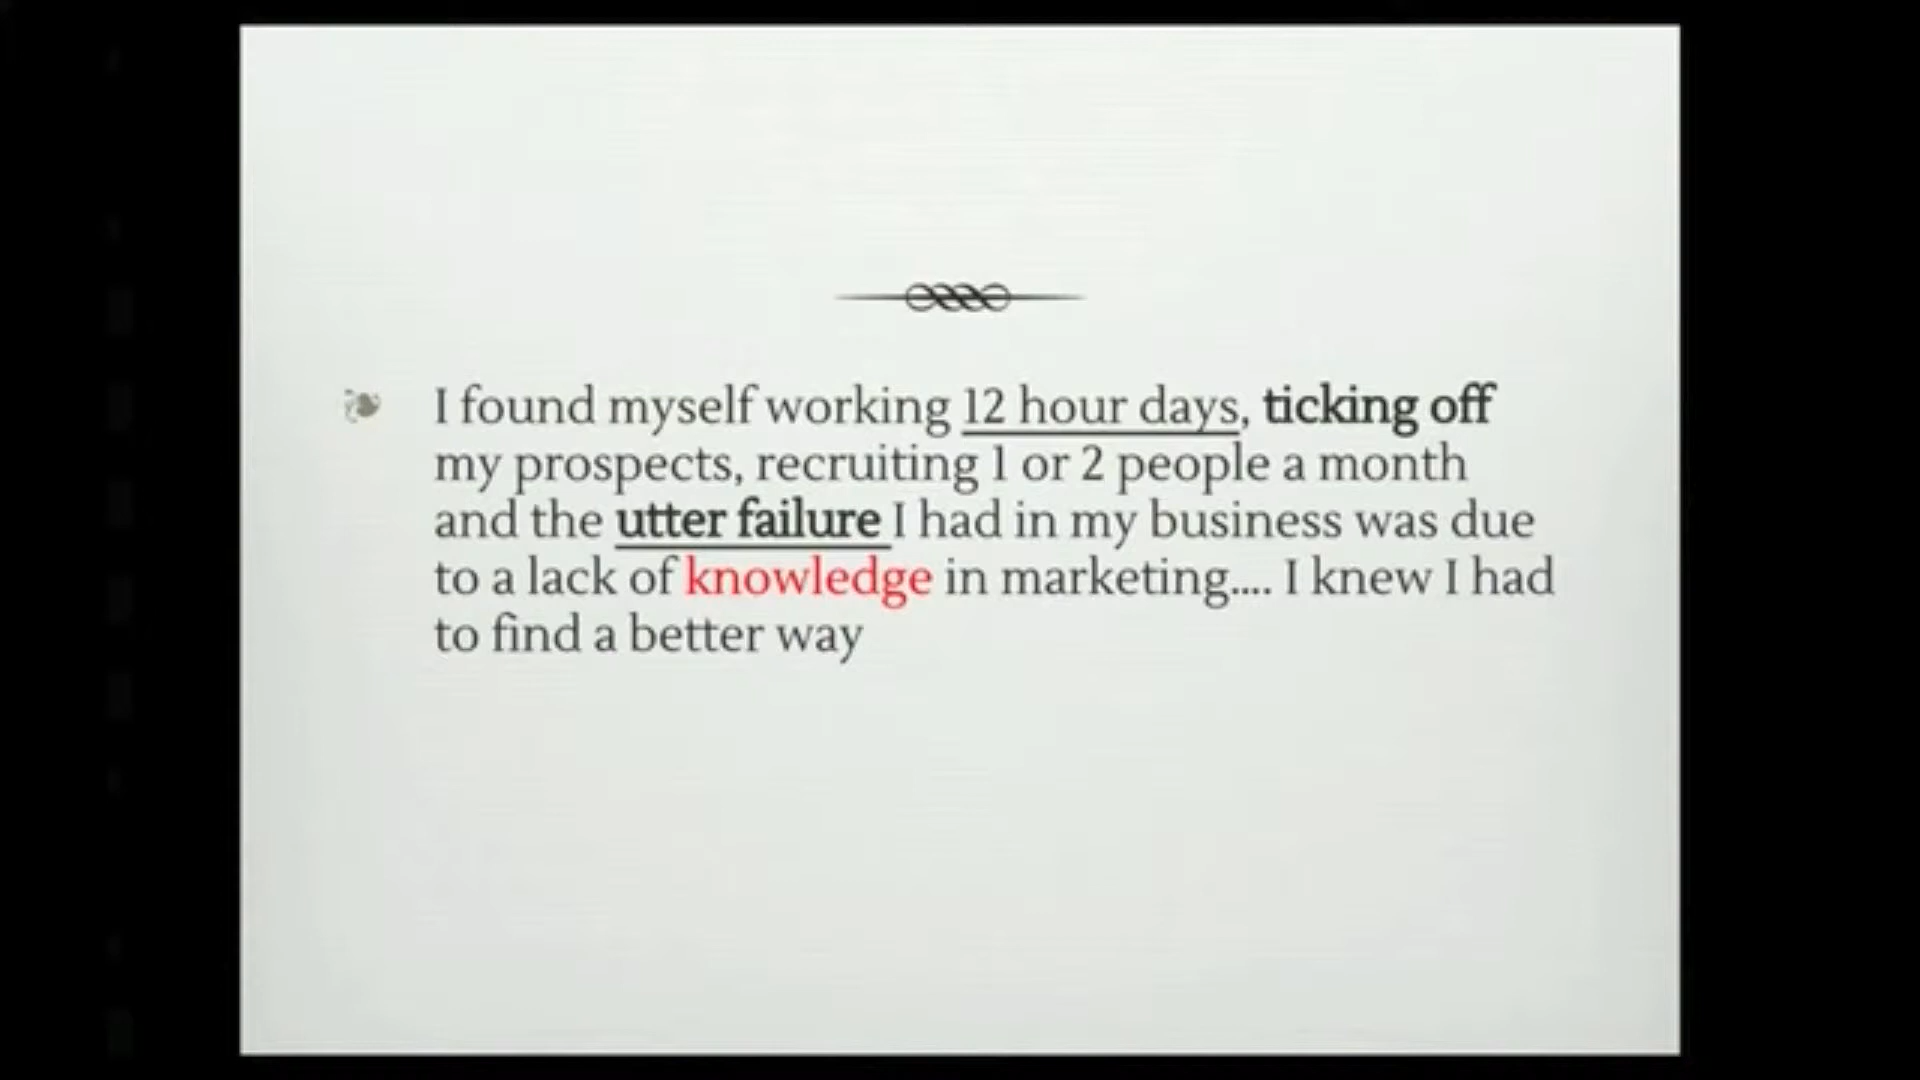 I found myself working 12 hour days, ticking off
my prospects, recruiting 1 or 2 people a month
and the utter failure I had in my business was due
to a lack of knowledge in marketing.... I knew I had
to find a better way